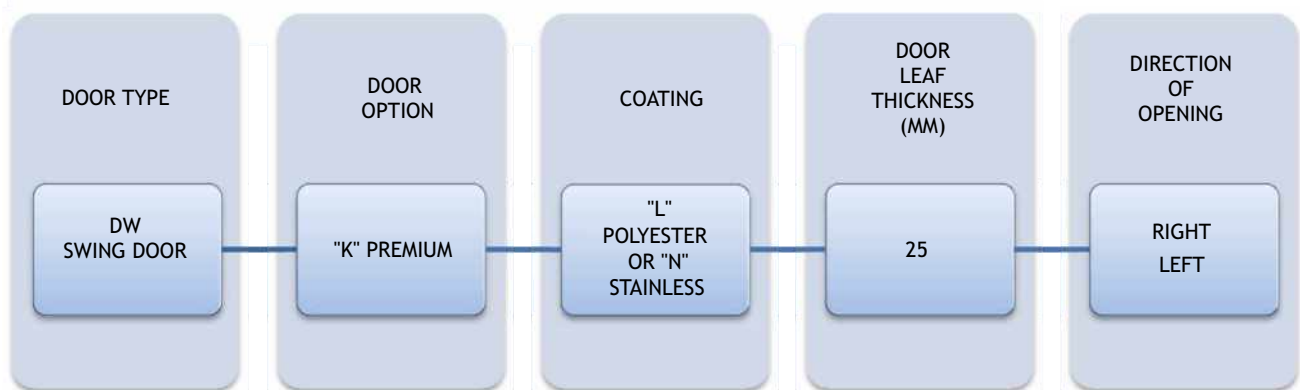 DOOR TYPE
DOOR
OPTION
COATING
DOOR
LEAF
THICKNESS
(MM)
DIRECTION
OF
OPENING
DW
SWING DOOR
"K" PREMIUM
"L"
POLYESTER
OR "N"
STAINLESS
25
RIGHT
LEFT